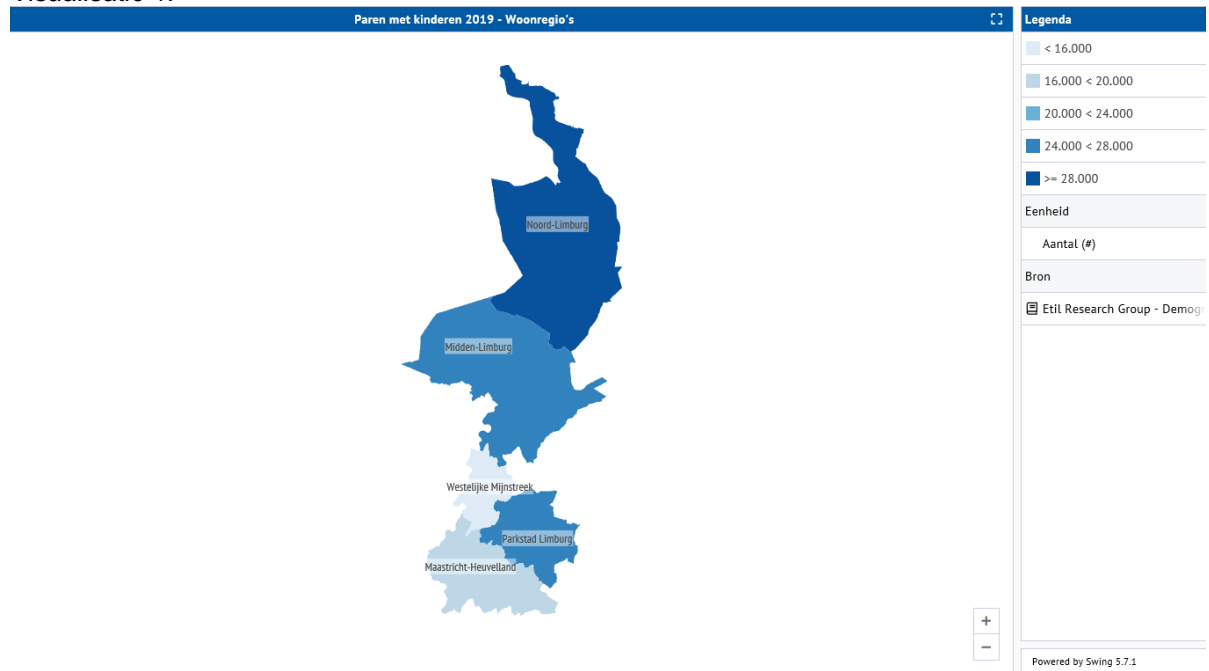 Paren met kinderen 2019 - Woonregio's
Noord-Limburg
Midden-Limburg
Westelijke Mijnstreek
Parkstad Limburg
Maastricht-Heuvelland
+
−
Legenda
< 16.000
16.000 < 20.000
20.000 < 24.000
24.000 < 28.000
>= 28.000
Eenheid
Aantal (#)
Bron
Etil Research Group - Demogr
Powered by Swing 5.7.1